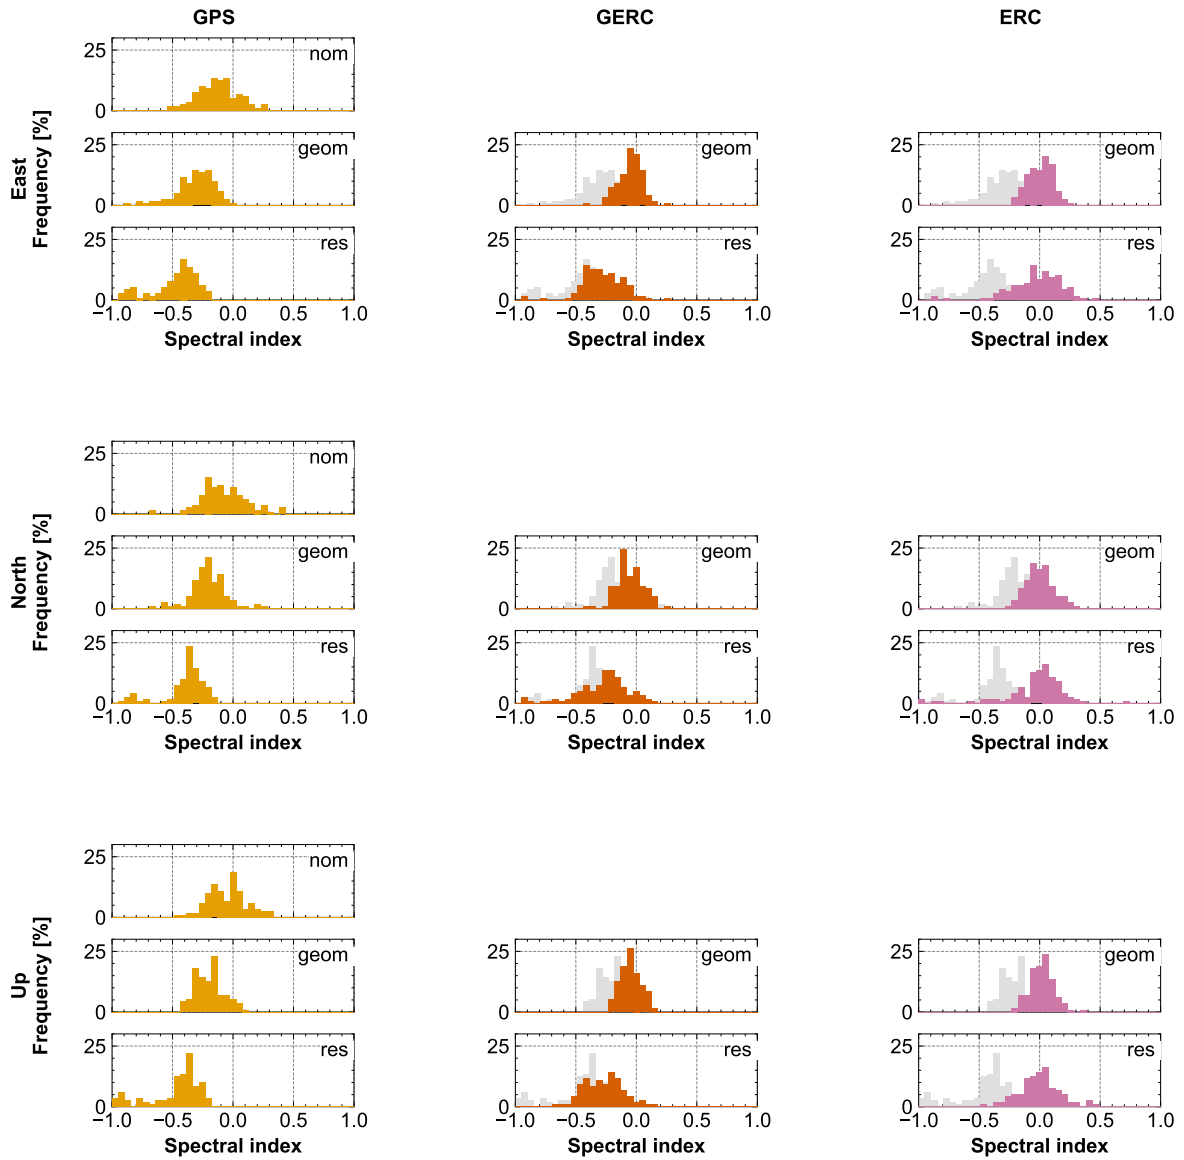 GPS GERC ERC
25 nom
0
25 geom 25 geom 25 geom
0 0 0
East
Frequency [%]
25 res 25 res 25 res
0 0 0
−1.0 −0.5 0.0 0.5 1.0 −1.0 −0.5 0.0 0.5 1.0 −1.0 −0.5 0.0 0.5 1.0
Spectral index Spectral index Spectral index
25 nom
0
25 geom 25 geom 25 geom
0 0 0
North
Frequency [%]
25 res 25 res 25 res
0 0 0
−1.0 −0.5 0.0 0.5 1.0 −1.0 −0.5 0.0 0.5 1.0 −1.0 −0.5 0.0 0.5 1.0
Spectral index Spectral index Spectral index
25 nom
0
25 geom 25 geom 25 geom
0 0 0
Up
Frequency [%]
25 res 25 res 25 res
0 0 0
−1.0 −0.5 0.0 0.5 1.0 −1.0 −0.5 0.0 0.5 1.0 −1.0 −0.5 0.0 0.5 1.0
Spectral index Spectral index Spectral index